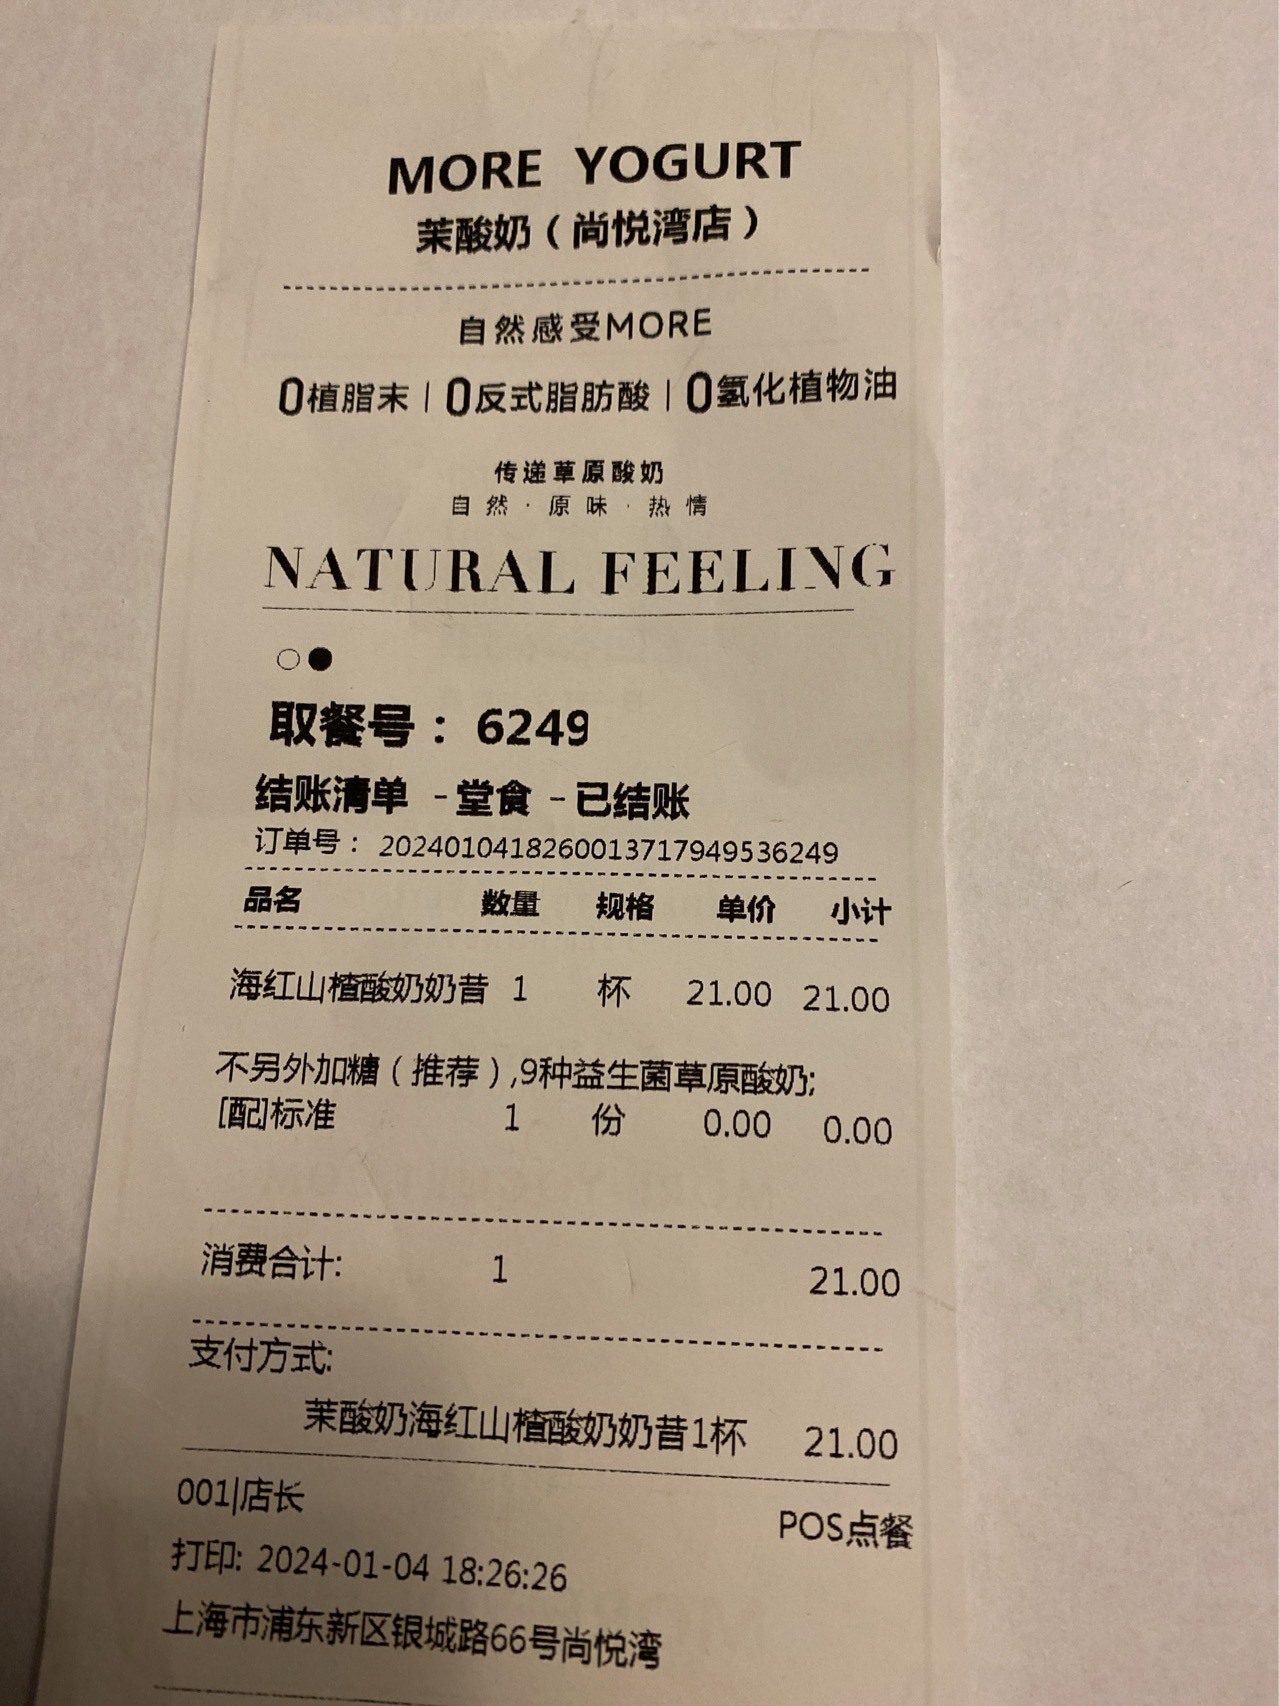 MORE YOGURT
茉酸奶（尚悦湾店）
自然感受MORE
0植脂末 | 0反式脂肪酸 | 0氢化植物油
传递草原酸奶
自然·原味·热情
NATURAL FEELING
取餐号：6249
结账清单 -堂食 -已结账
订单号：2024010418260013717949536249
品名 数量 规格 单价 小计
海红山楂酸奶奶昔 1 杯 21.00 21.00
不另外加糖（推荐）,9种益生菌草原酸奶;
[配]标准 1 份 0.00 0.00
消费合计: 1 21.00
支付方式:
茉酸奶海红山楂酸奶奶昔1杯 21.00
001|店长 POS点餐
打印: 2024-01-04 18:26:26
上海市浦东新区银城路66号尚悦湾